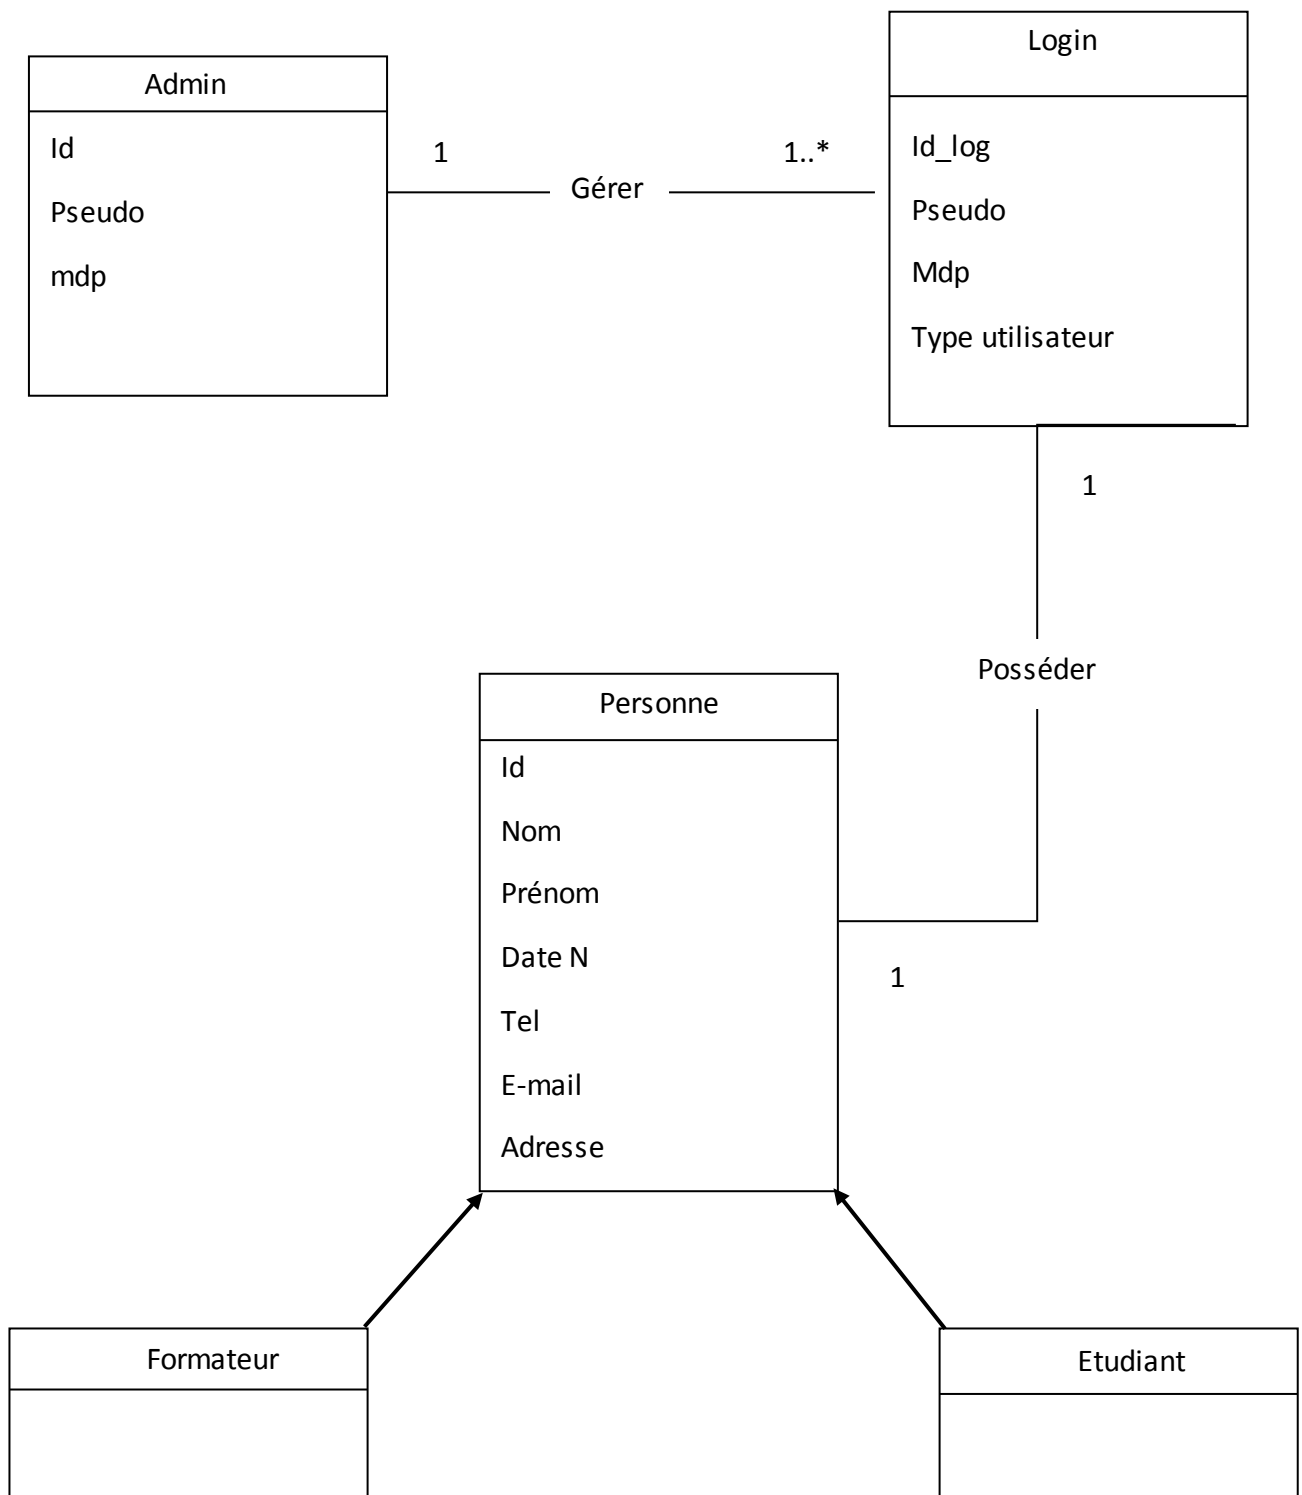 Admin
Id
Pseudo
mdp
1
Gérer
1..*
Login
Id_log
Pseudo
Mdp
Type utilisateur
1
Posséder
1
Personne
Id
Nom
Prénom
Date N
Tel
E-mail
Adresse
Formateur
Etudiant